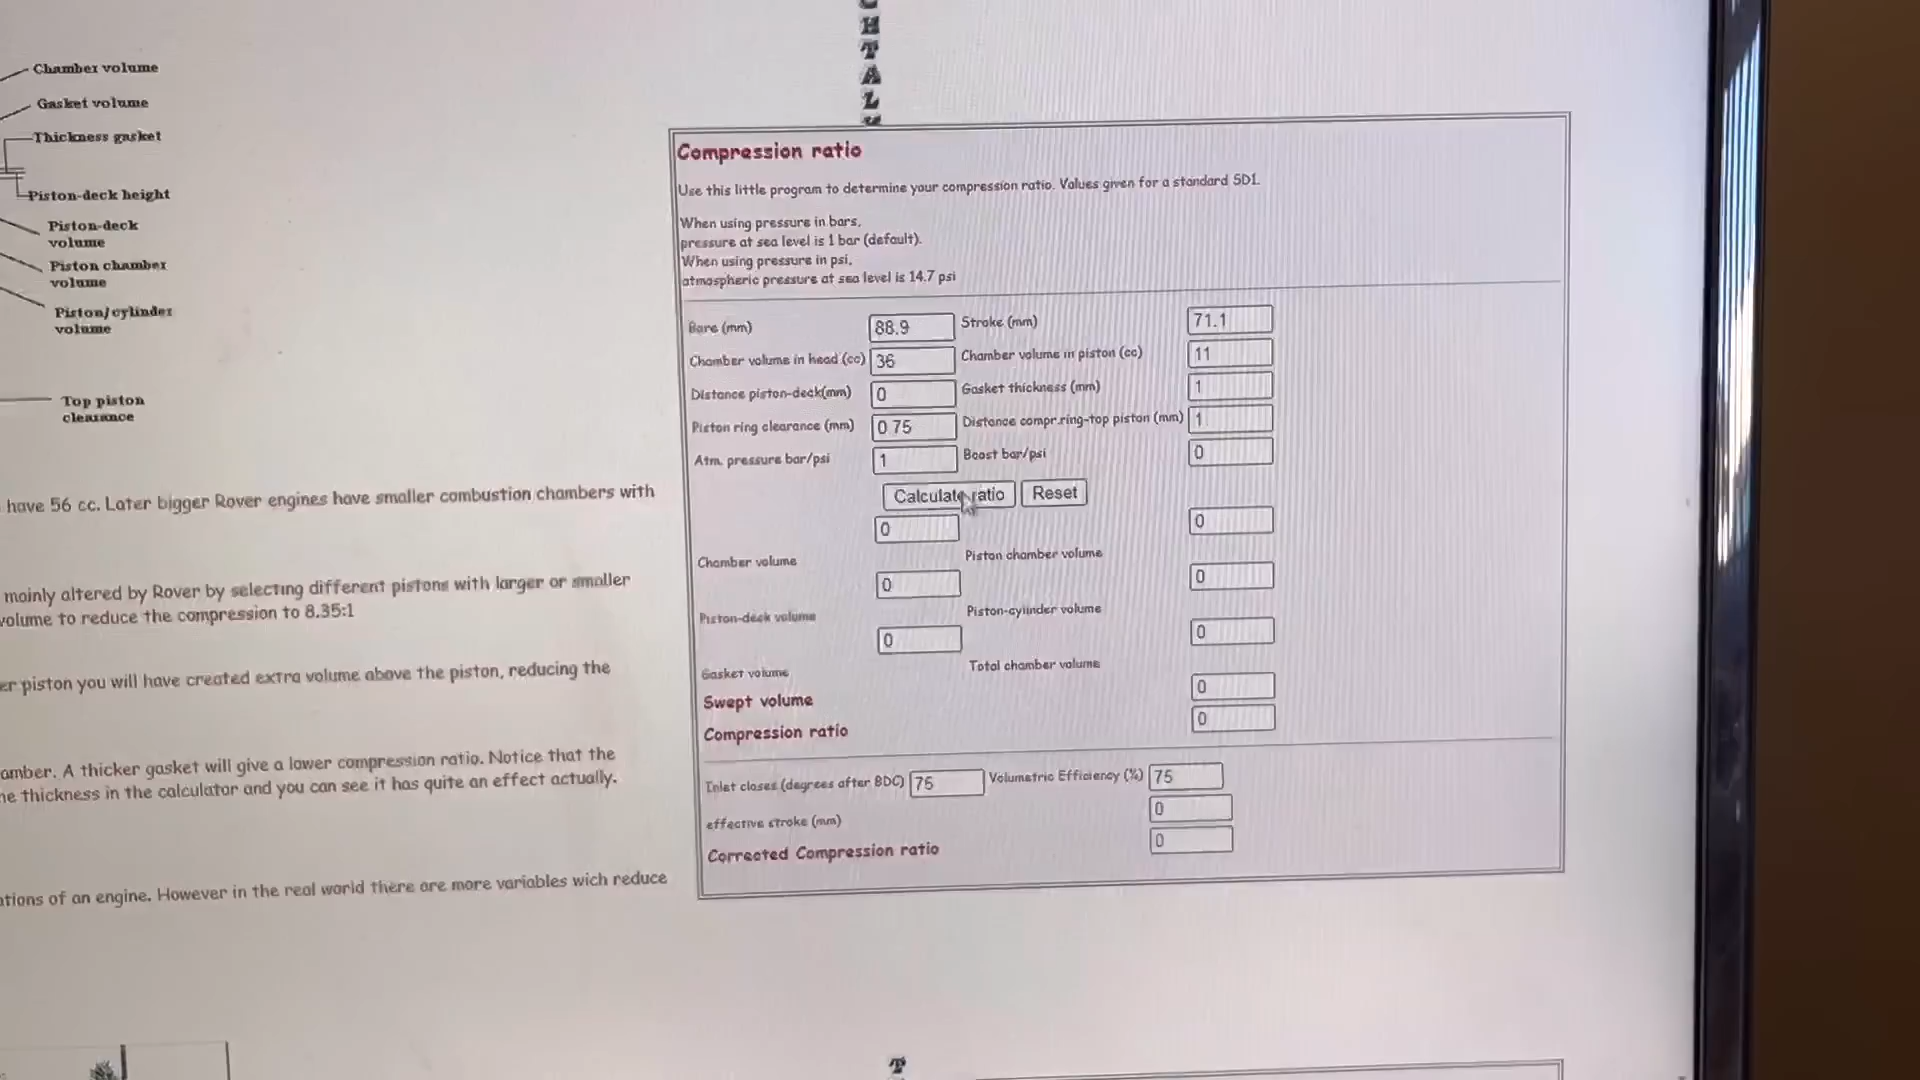 H
T
A
L
Chamber volume
Gasket volume
Thickness gasket
Piston-deck height
Piston-deck
volume
Piston chamber
volume
Piston/cylinder
volume
Top piston
clearance
have 56 cc. Later bigger Rover engines have smaller combustion chambers with
mainly altered by Rover by selecting different pistons with larger or smaller
volume to reduce the compression to 8.35:1
piston you will have created extra volume above the piston, reducing the
A thicker gasket will give a lower compression ratio. Notice that the
thickness in the calculator and you can see it has quite an effect actually.
of an engine. However in the real world there are more variables wich reduce
Compression ratio
Use this little program to determine your compression ratio. Values given for a standard SD1.
When using pressure in bars,
pressure at sea level is 1 bar (default).
When using pressure in psi,
atmospheric pressure at sea level is 14.7 psi
Bore (mm) 88.9 Stroke (mm) 71.1
Chamber volume in head (cc) 36 Chamber volume in piston (cc) 11
Distance piston-deck(mm) 0 Gasket thickness (mm) 1
Piston ring clearance (mm) 0.75 Distance compr.ring-top piston (mm) 1
Atm. pressure bar/psi 1 Boost bar/psi 0
Calculate ratio Reset
0 0
Chamber volume Piston chamber volume
0 0
Piston-deck volume Piston-cylinder volume
0 0
Gasket volume Total chamber volume
Swept volume 0
Compression ratio 0
Inlet closes (degrees after BDC) 75 Volumetric Efficiency (%) 75
effective stroke (mm) 0
Corrected Compression ratio 0
T